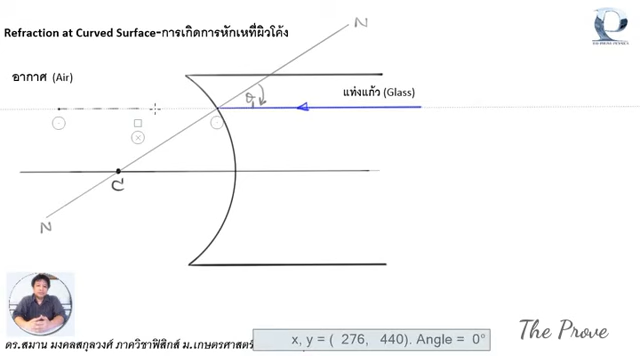 Refraction at Curved Surface-การเกิดการหักเหที่ผิวโค้ง
อากาศ (Air)
แท่งแก้ว (Glass)
N
θ₁
C
N
The Prove
ดร.สมาน มงคลสกุลวงศ์ ภาควิชาฟิสิกส์ ม.เกษตรศาสตร์
x, y = ( 276, 440). Angle = 0°